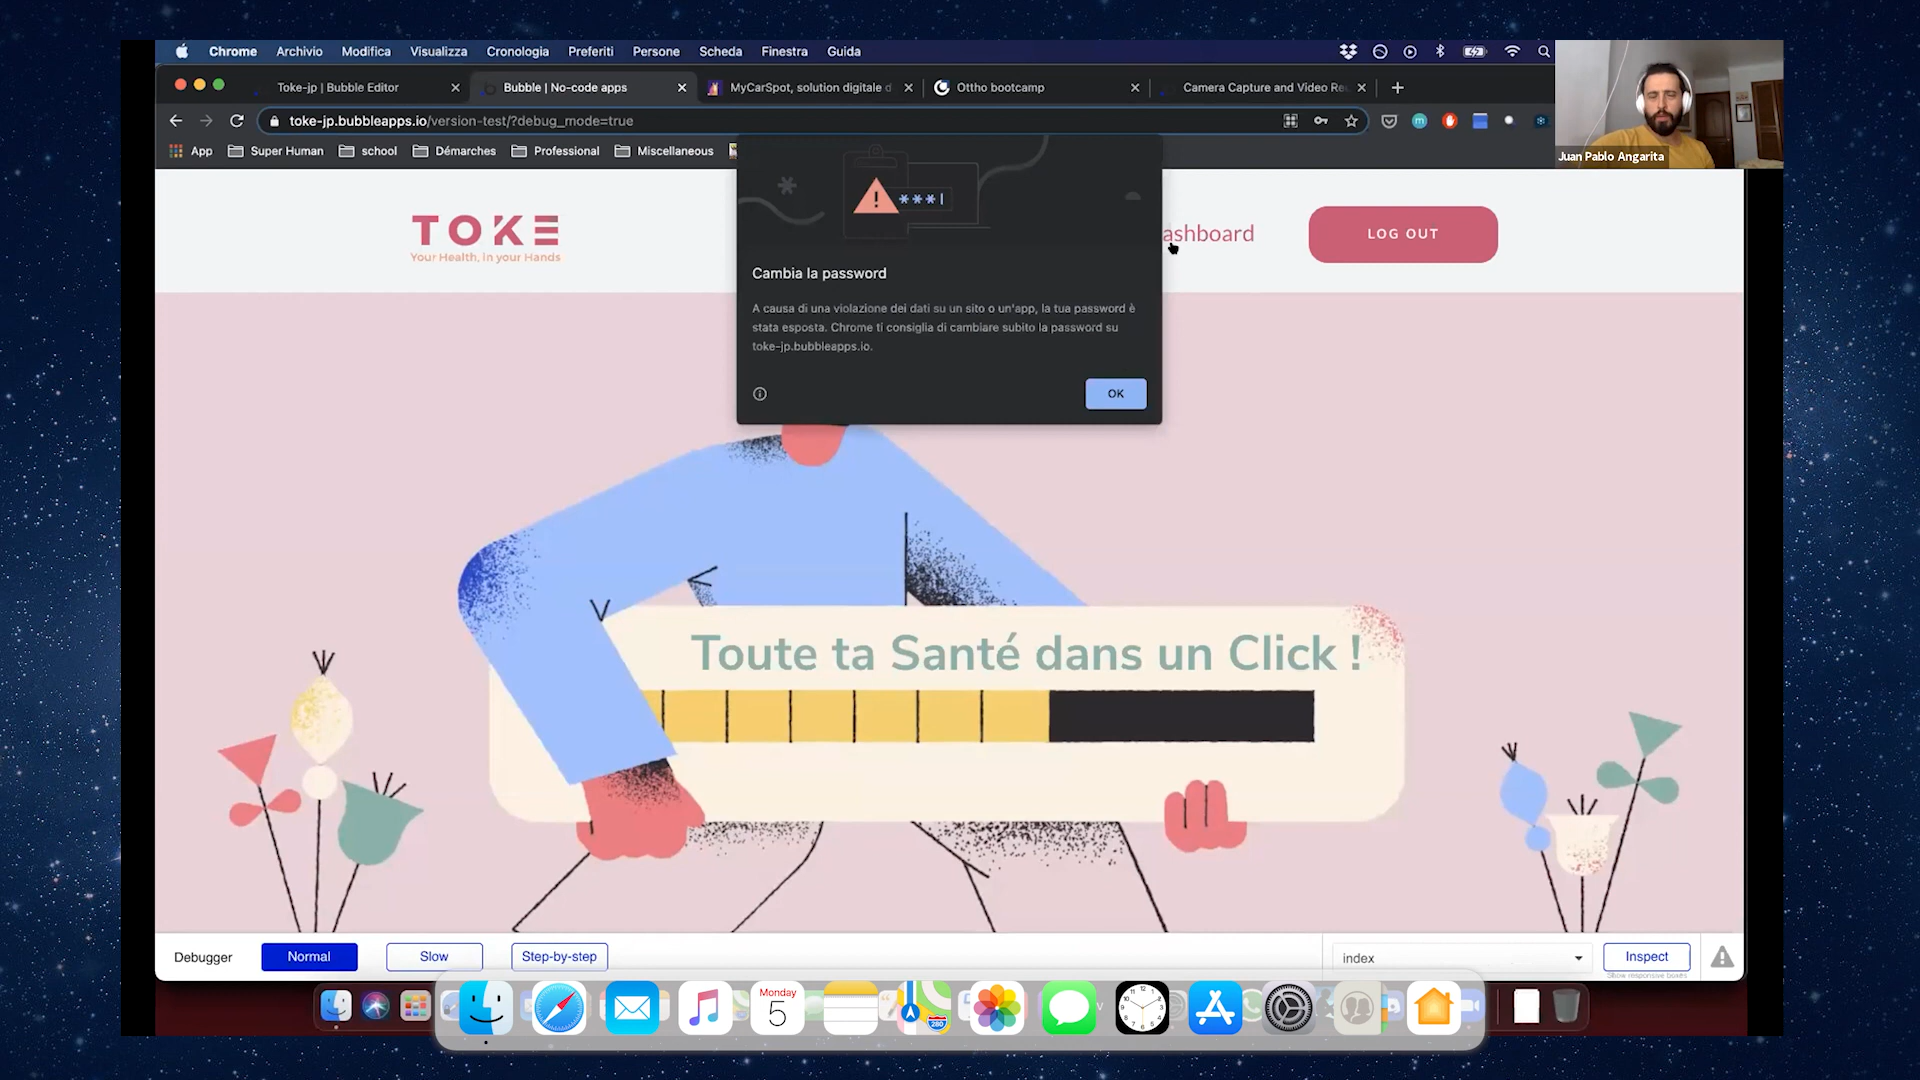 Chrome Archivio Modifica Visualizza Cronologia Preferiti Persone Scheda Finestra Guida
Toke-jp | Bubble Editor
Bubble | No-code apps
MyCarSpot, solution digitale d
Ottho bootcamp
Camera Capture and Video Re
toke-jp.bubbleapps.io/version-test/?debug_mode=true
App Super Human school Démarches Professional Miscellaneous
Juan Pablo Angarita
TOKE
Your Health, in your Hands
ashboard
LOG OUT
***|
Cambia la password
A causa di una violazione dei dati su un sito o un'app, la tua password è
stata esposta. Chrome ti consiglia di cambiare subito la password su
toke-jp.bubbleapps.io.
OK
Toute ta Santé dans un Click !
Debugger Normal Slow Step-by-step index Inspect
Show responsive boxes
Monday
5
280